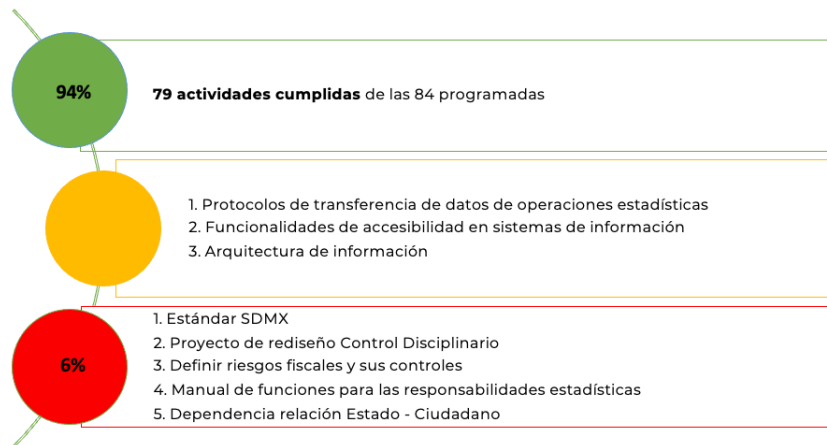 94%
79 actividades cumplidas de las 84 programadas
1. Protocolos de transferencia de datos de operaciones estadísticas
2. Funcionalidades de accesibilidad en sistemas de información
3. Arquitectura de información
1. Estándar SDMX
2. Proyecto de rediseño Control Disciplinario
3. Definir riesgos fiscales y sus controles
6%
4. Manual de funciones para las responsabilidades estadísticas
5. Dependencia relación Estado - Ciudadano